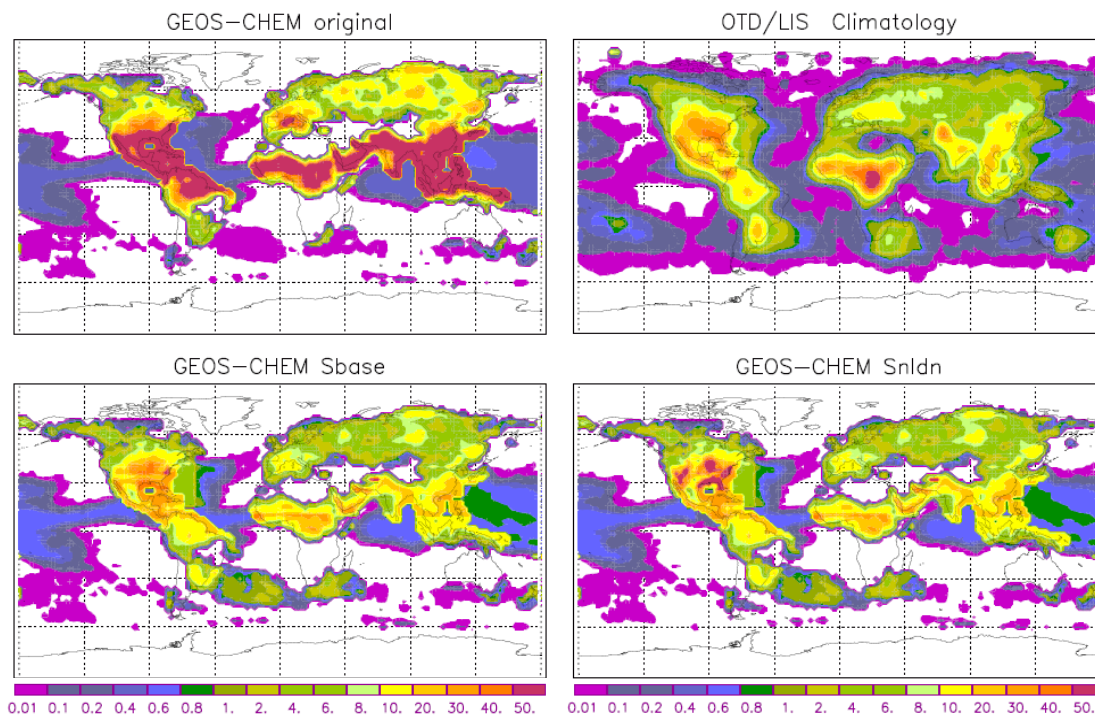 GEOS-CHEM original
OTD/LIS Climatology
GEOS-CHEM Sbase
GEOS-CHEM Snldn
0.01 0.1 0.2 0.4 0.6 0.8 1. 2. 4. 6. 8. 10. 20. 30. 40. 50.
0.01 0.1 0.2 0.4 0.6 0.8 1. 2. 4. 6. 8. 10. 20. 30. 40. 50.